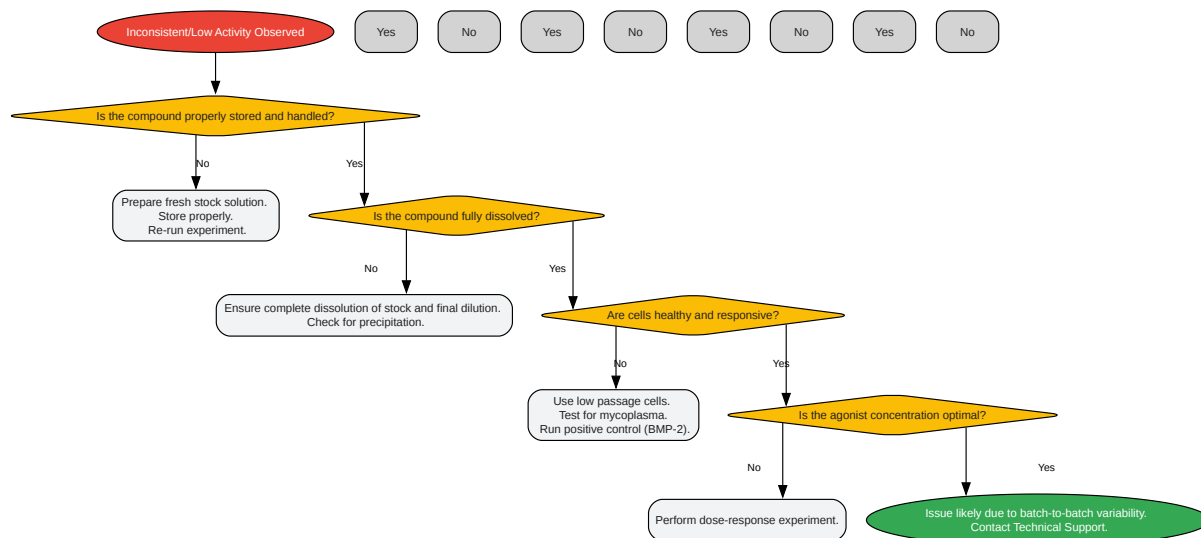 Inconsistent/Low Activity Observed
Yes
No
Yes
No
Yes
No
Yes
No
Is the compound properly stored and handled?
No
Yes
Prepare fresh stock solution.
Store properly.
Re-run experiment.
Is the compound fully dissolved?
No
Yes
Ensure complete dissolution of stock and final dilution.
Check for precipitation.
Are cells healthy and responsive?
No
Yes
Use low passage cells.
Test for mycoplasma.
Run positive control (BMP-2).
Is the agonist concentration optimal?
No
Yes
Perform dose-response experiment.
Issue likely due to batch-to-batch variability.
Contact Technical Support.